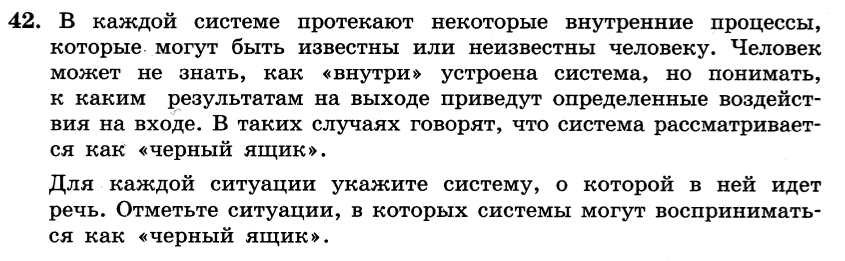 42. В каждой системе протекают некоторые внутренние процессы,
которые могут быть известны или неизвестны человеку. Человек
может не знать, как «внутри» устроена система, но понимать,
к каким результатам на выходе приведут определенные воздейст-
вия на входе. В таких случаях говорят, что система рассматривает-
ся как «черный ящик».
Для каждой ситуации укажите систему, о которой в ней идет
речь. Отметьте ситуации, в которых системы могут восприниматься-
ся как «черный ящик».